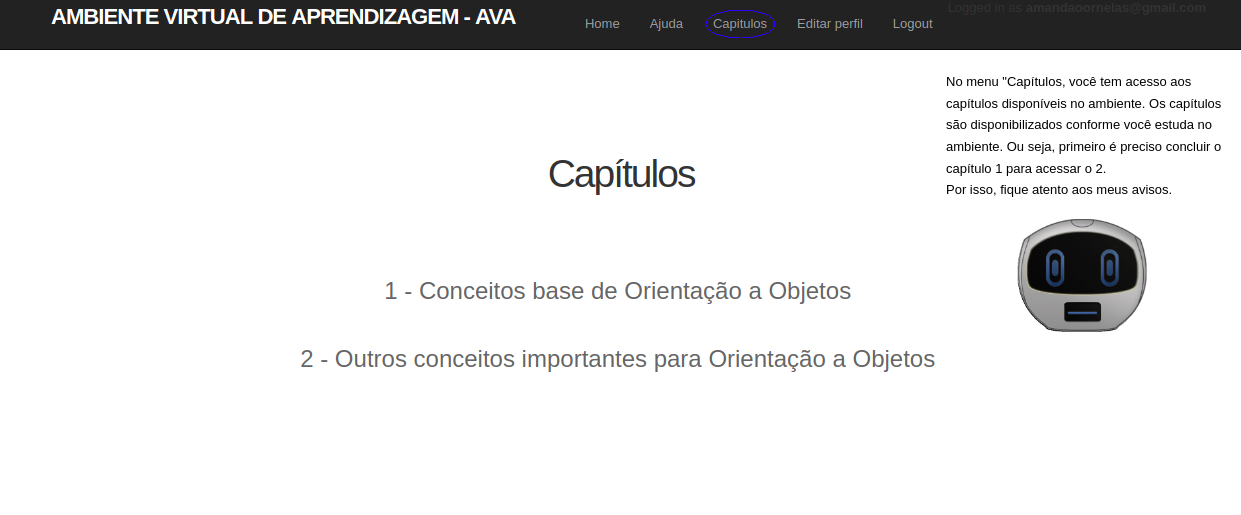 AMBIENTE VIRTUAL DE APRENDIZAGEM - AVA
Home Ajuda Capitulos Editar perfil Logout
Logged in as amandaoornelas@gmail.com
No menu "Capítulos, você tem acesso aos
capítulos disponíveis no ambiente. Os capítulos
são disponibilizados conforme você estuda no
ambiente. Ou seja, primeiro é preciso concluir o
capítulo 1 para acessar o 2.
Por isso, fique atento aos meus avisos.
Capítulos
1 - Conceitos base de Orientação a Objetos
2 - Outros conceitos importantes para Orientação a Objetos